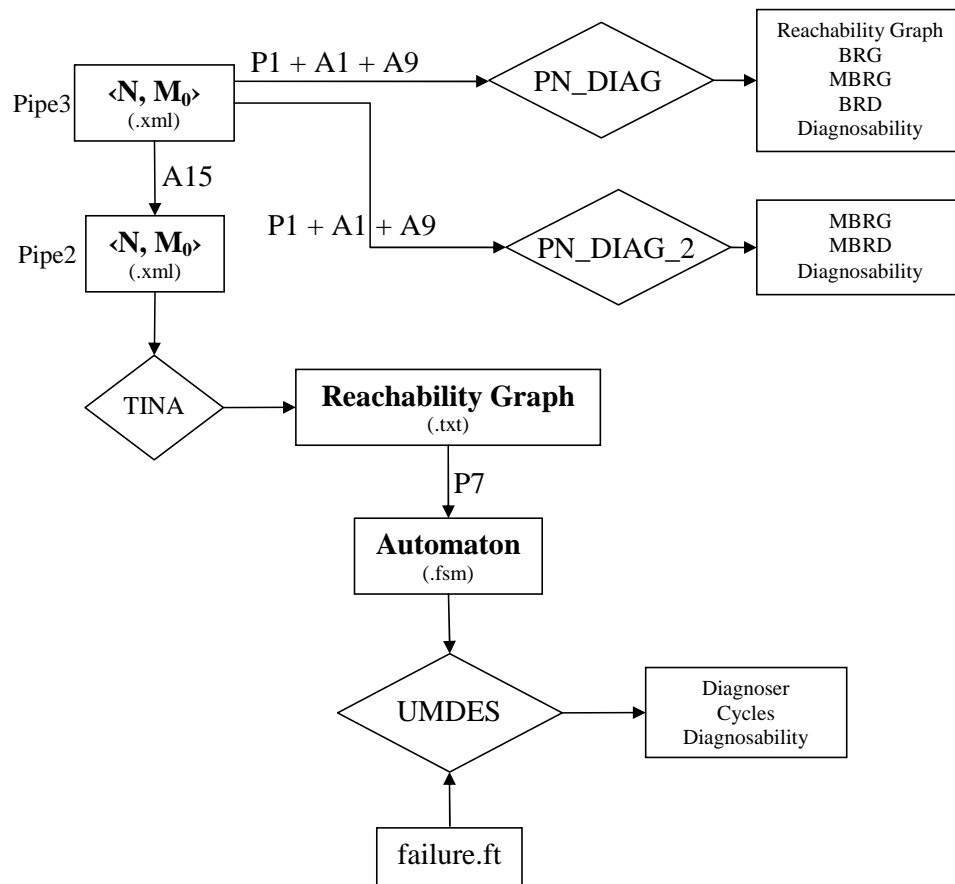 Pipe3
‹N, M₀›
(.xml)
P1 + A1 + A9
PN_DIAG
Reachability Graph
BRG
MBRG
BRD
Diagnosability
A15
Pipe2
‹N, M₀›
(.xml)
P1 + A1 + A9
PN_DIAG_2
MBRG
MBRD
Diagnosability
TINA
Reachability Graph
(.txt)
P7
Automaton
(.fsm)
UMDES
Diagnoser
Cycles
Diagnosability
failure.ft